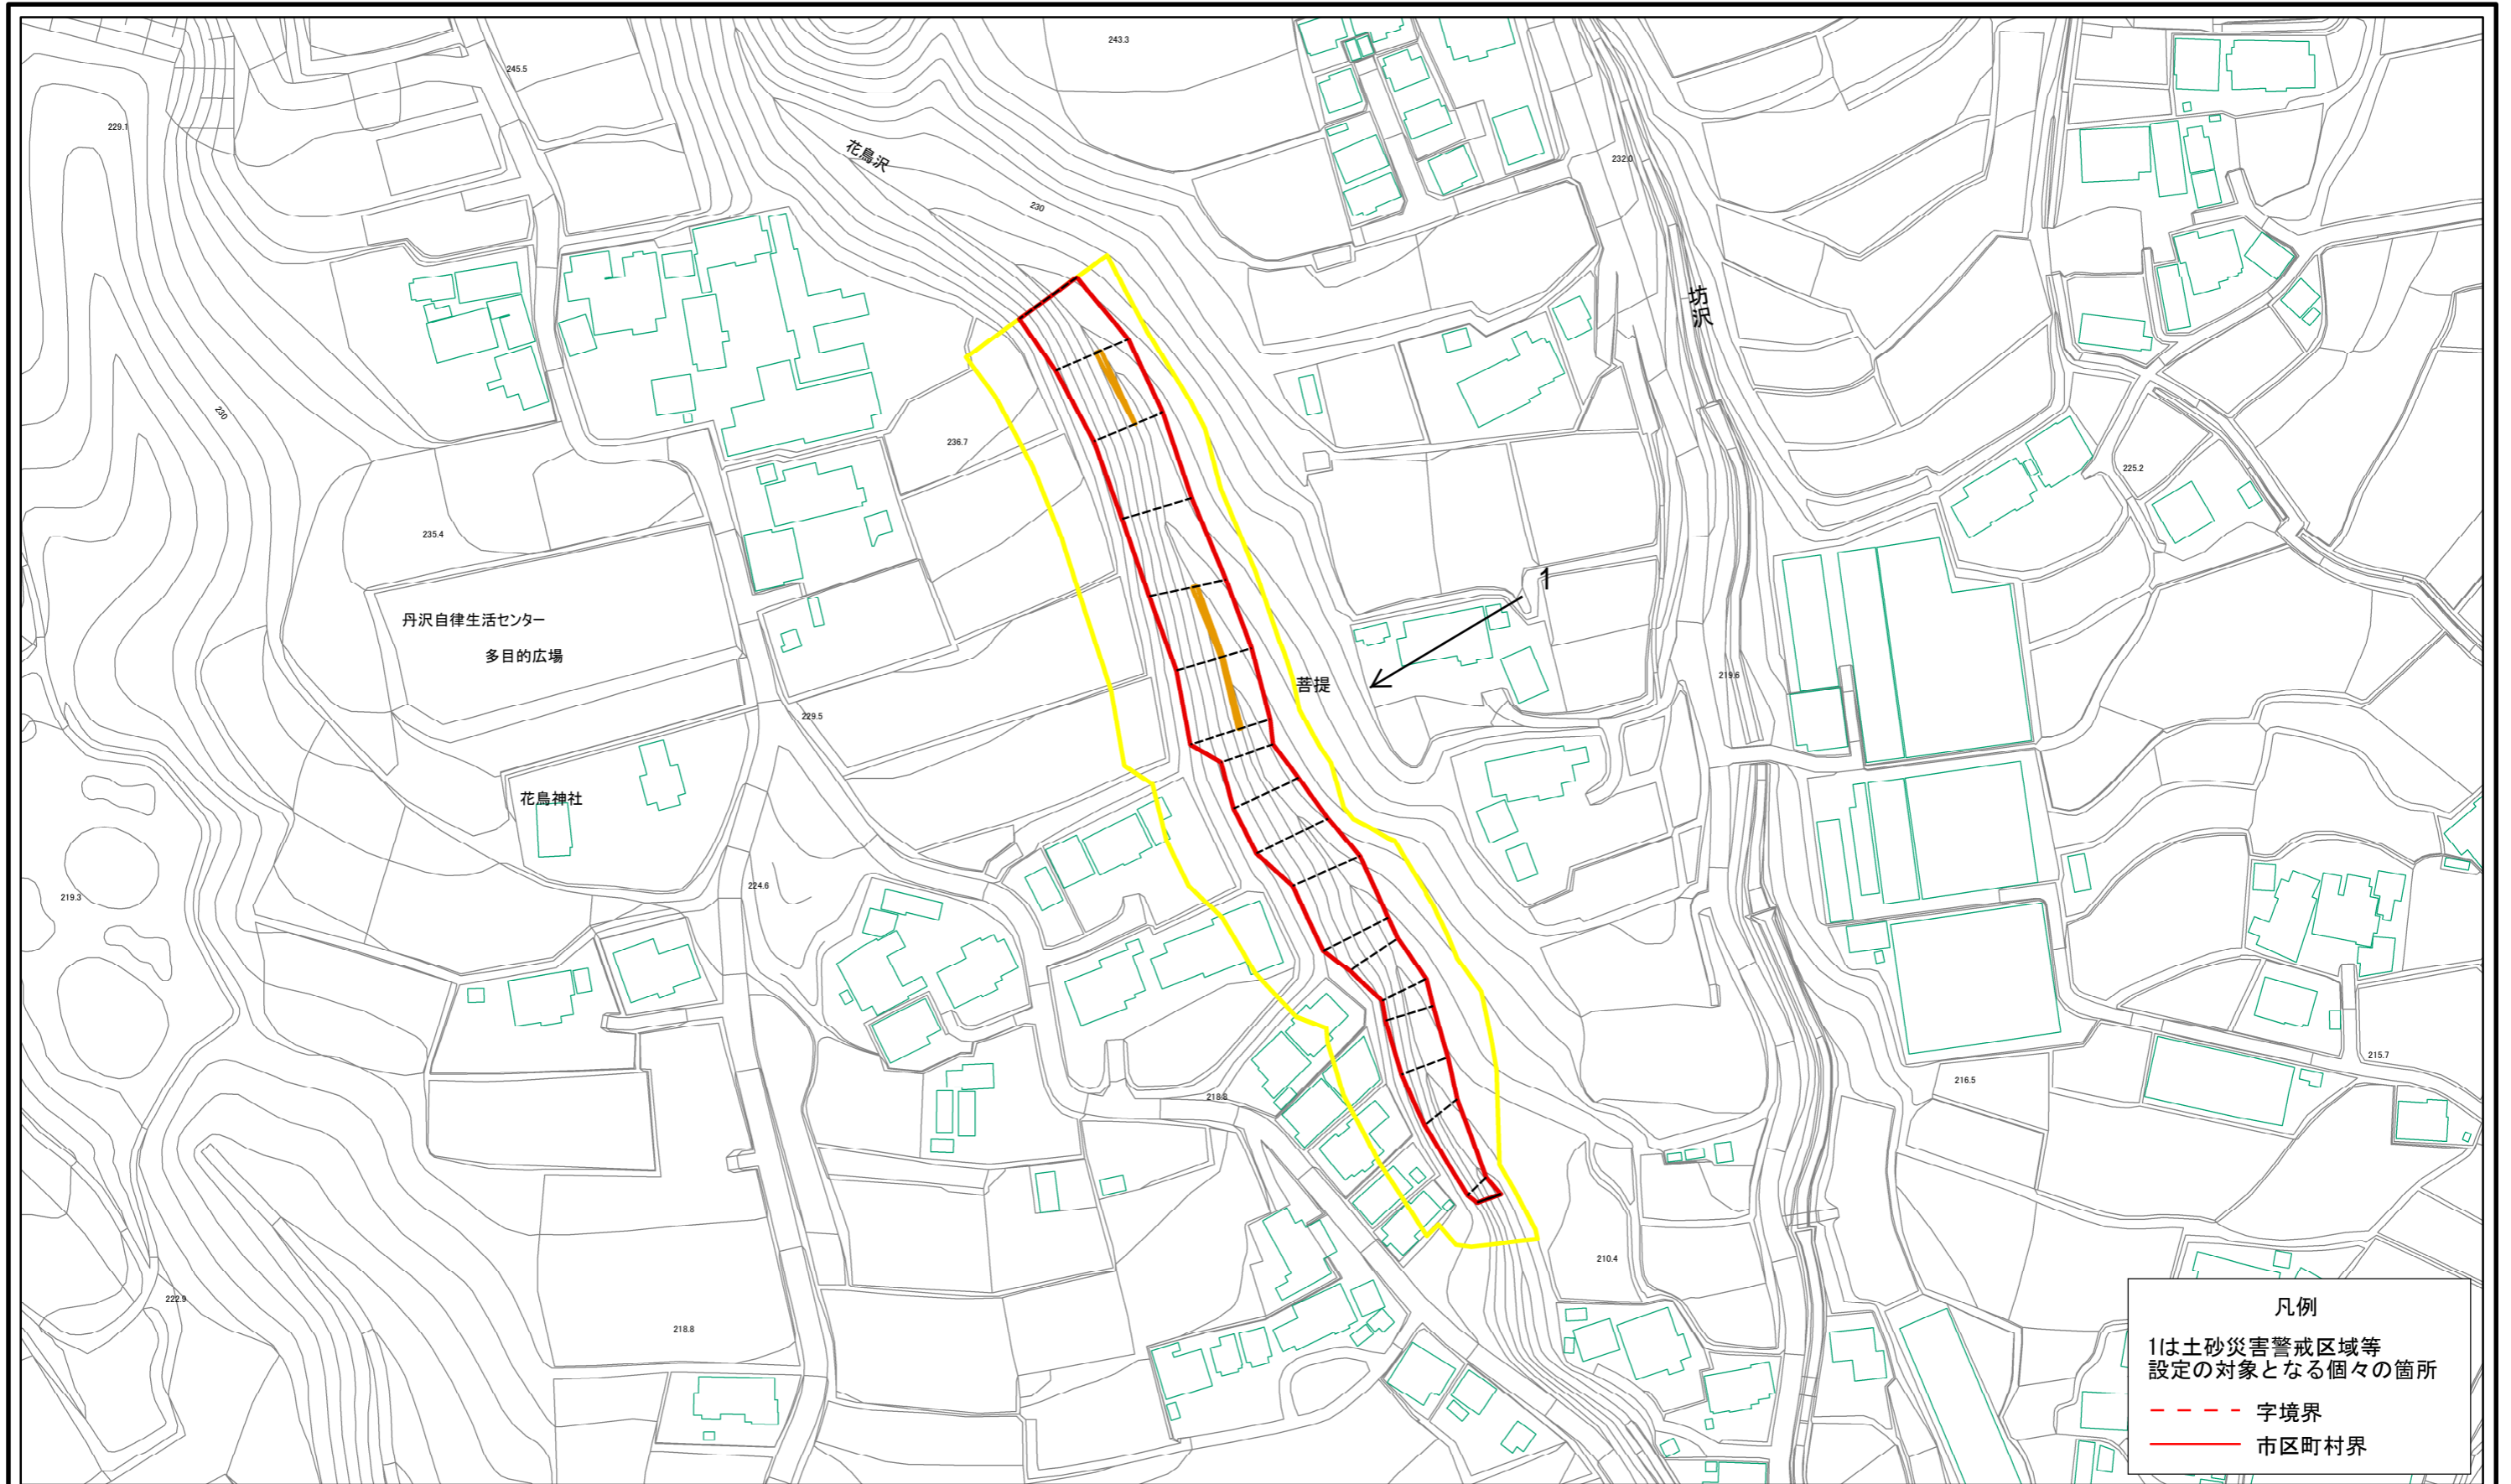 243.3
245.5
229.1
花鳥沢
232.0
230
坊沢
230
236.7
225.2
235.4
1
丹沢自律生活センター
多目的広場
菩提
219.6
229.5
花鳥神社
224.6
219.3
215.7
216.5
218.3
210.4
222.9
218.8
凡例
1は土砂災害警戒区域等
設定の対象となる個々の箇所
字境界
市区町村界